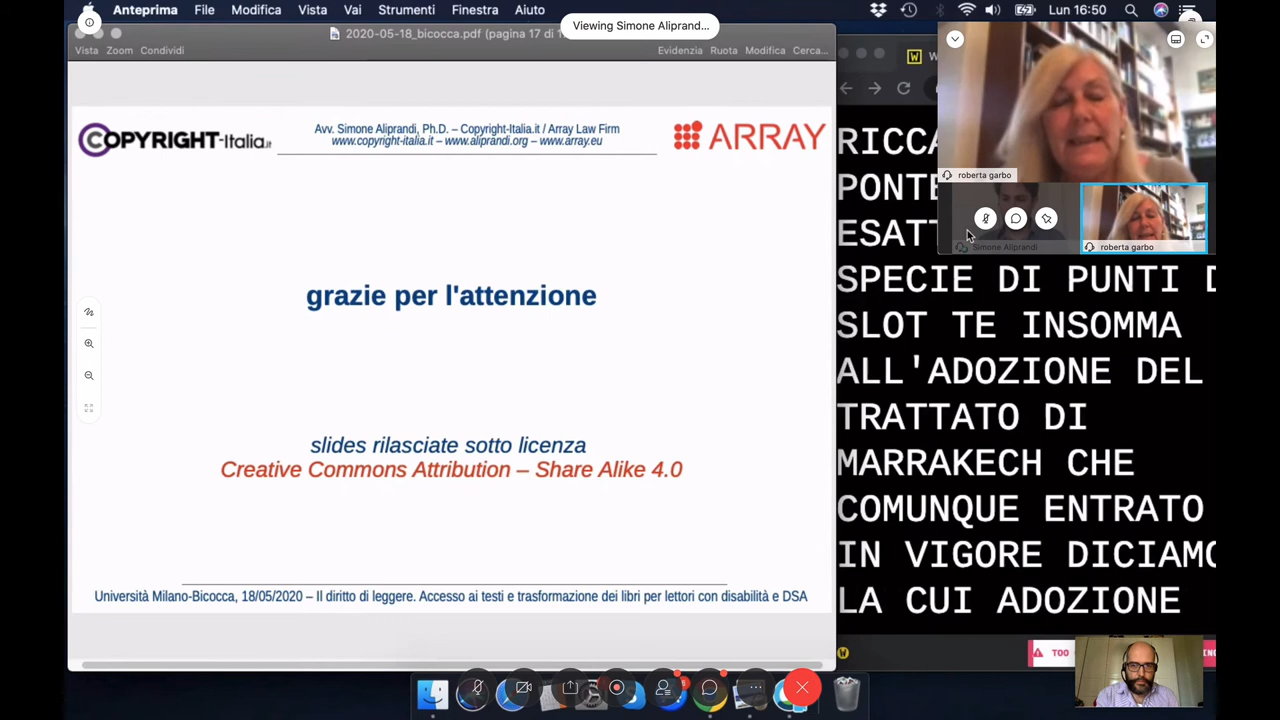 Anteprima File Modifica Vista Vai Strumenti Finestra Aiuto
Lun 16:50
Viewing Simone Aliprand...
2020-05-18_bicocca.pdf (pagina 17 di
Vista Zoom Condividi
Evidenzia Ruota Modifica Cerca...
COPYRIGHT-Italia.it
Avv. Simone Aliprandi, Ph.D. – Copyright-Italia.it / Array Law Firm
www.copyright-italia.it – www.aliprandi.org – www.array.eu
ARRAY
grazie per l'attenzione
slides rilasciate sotto licenza
Creative Commons Attribution – Share Alike 4.0
Università Milano-Bicocca, 18/05/2020 – Il diritto di leggere. Accesso ai testi e trasformazione dei libri per lettori con disabilità e DSA
roberta garbo
Simone Aliprandi
roberta garbo
RICCA
PONTE
ESATT
SPECIE DI PUNTI D
SLOT TE INSOMMA
ALL'ADOZIONE DEL
TRATTATO DI
MARRAKECH CHE
COMUNQUE ENTRATO
IN VIGORE DICIAMO
LA CUI ADOZIONE
TOO